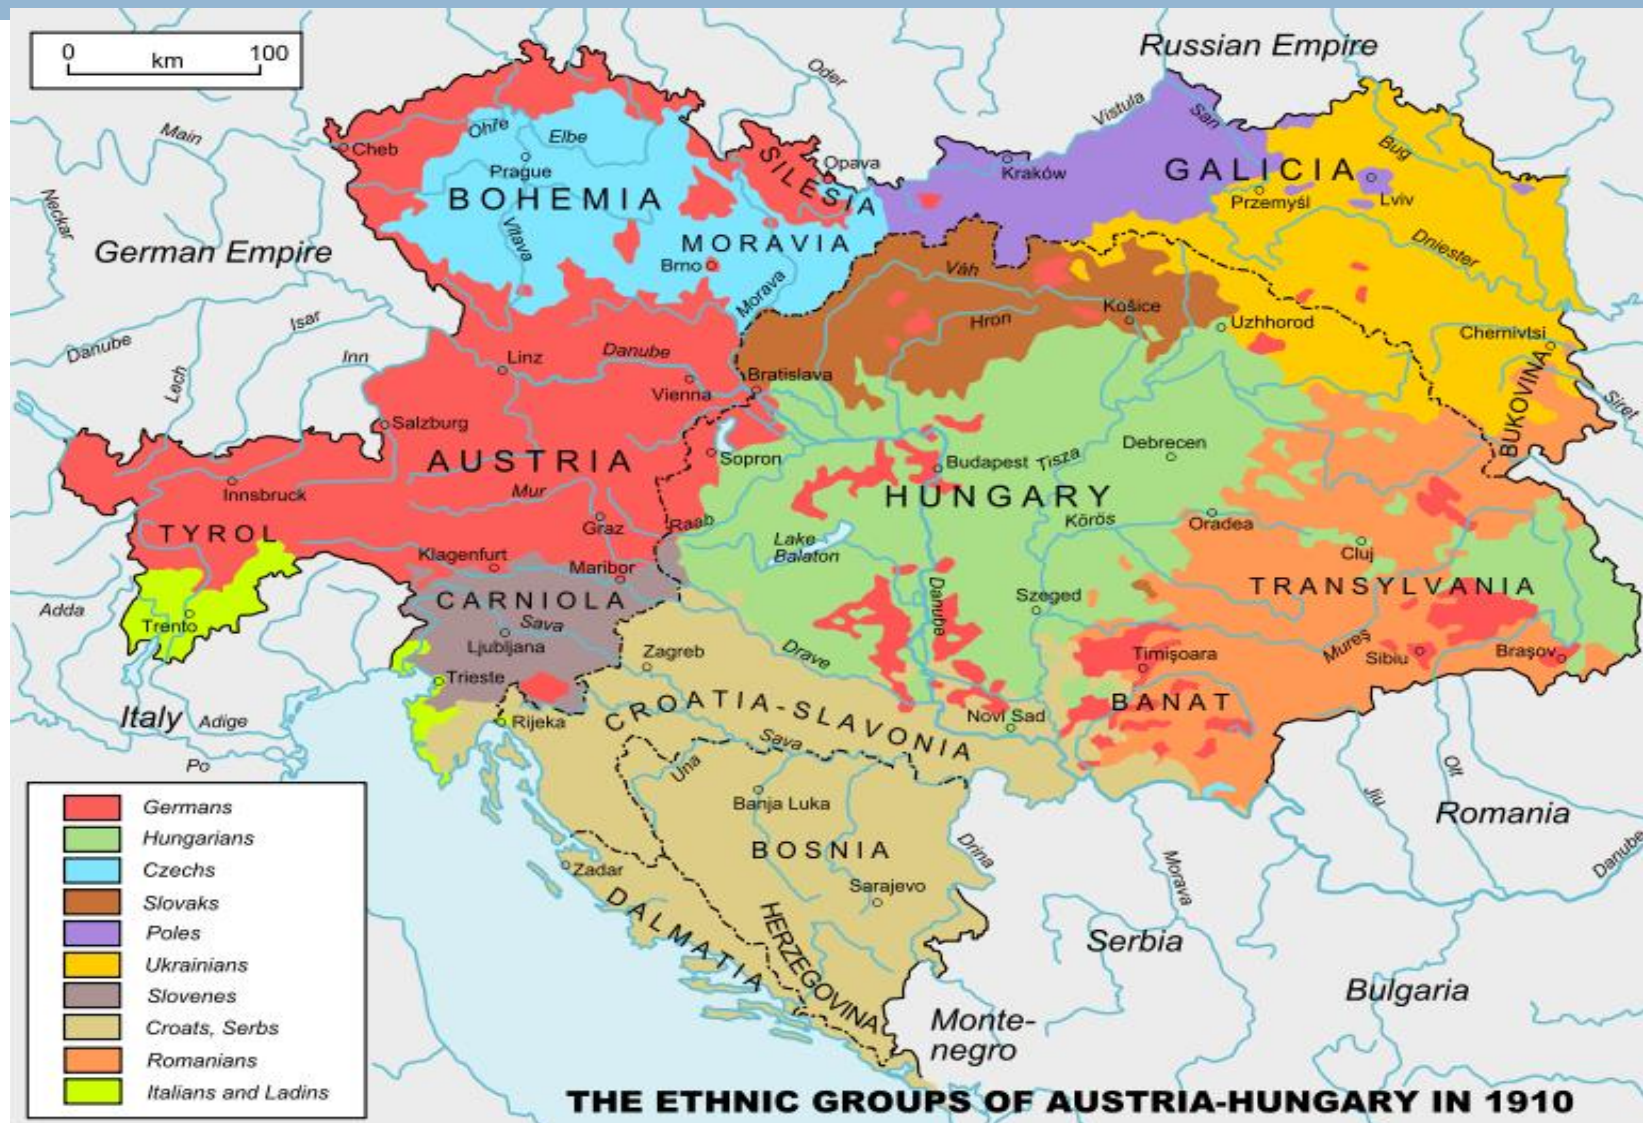 0
100
km
Russian Empire
Oder
Main
Vistula
San
Cheb
Ohře
Elbe
Bug
Prague
SILESIA
Opava
Kraków
GALICIA
BOHEMIA
Przemyśl
Lviv
Neckar
German Empire
Vltava
MORAVIA
Brno
Dniester
Morava
Váh
Košice
Isar
Hron
Uzhhorod
Chernivtsi
Danube
Inn
Linz
Danube
Bratislava
Lech
Vienna
BUKOVINA
Siret
Salzburg
Debrecen
AUSTRIA
Sopron
Budapest
Tisza
Innsbruck
Mur
HUNGARY
Graz
Raab
Körös
Oradea
TYROL
Lake
Balaton
Klagenfurt
Maribor
Cluj
Danube
TRANSYLVANIA
Adda
CARNIOLA
Szeged
Trento
Sava
Ljubljana
Zagreb
Drave
Timişoara
Mureş
Sibiu
Braşov
Trieste
Italy
Adige
Rijeka
CROATIA-SLAVONIA
Novi Sad
BANAT
Po
Sava
Una
Olt
Jiu
Banja Luka
Romania
BOSNIA
Drina
Morava
Danube
Zadar
Sarajevo
DALMATIA
HERZEGOVINA
Serbia
Bulgaria
Monte-
negro
Germans
Hungarians
Czechs
Slovaks
Poles
Ukrainians
Slovenes
Croats, Serbs
Romanians
Italians and Ladins
THE ETHNIC GROUPS OF AUSTRIA-HUNGARY IN 1910